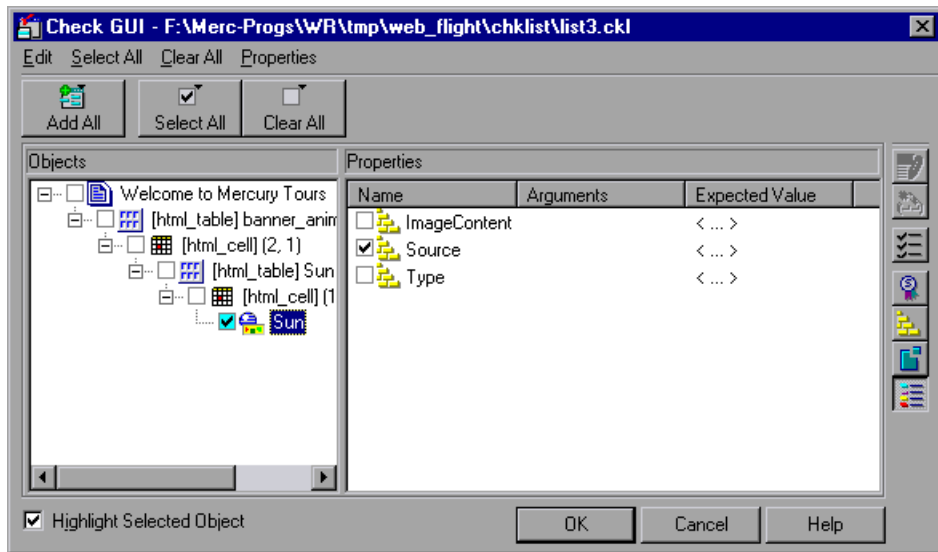 Check GUI - F:\Merc-Progs\WR\tmp\web_flight\chklist\list3.ckl
Edit Select All Clear All Properties
Add All Select All Clear All
Objects
Welcome to Mercury Tours
[html_table] banner_anim
[html_cell] (2, 1)
[html_table] Sun
[html_cell] (1
Sun
Properties
Name Arguments Expected Value
ImageContent < ... >
Source < ... >
Type < ... >
Highlight Selected Object
OK Cancel Help